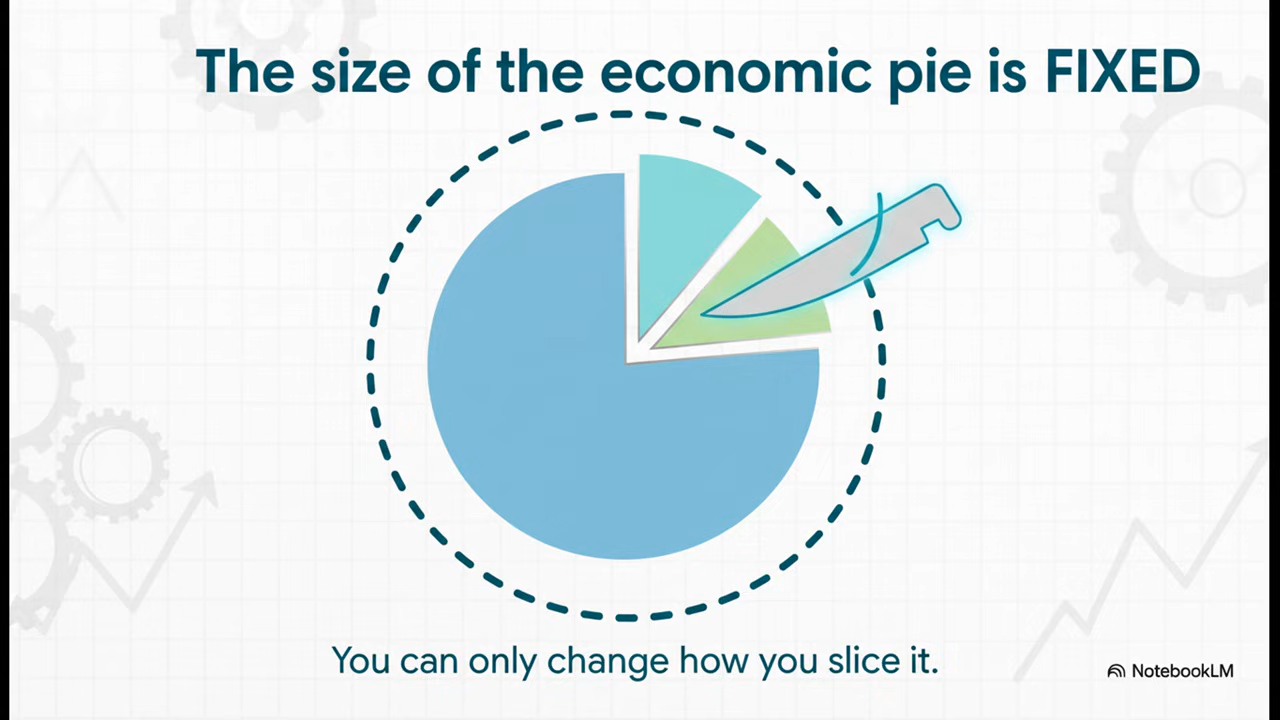 The size of the economic pie is FIXED
You can only change how you slice it.
NotebookLM